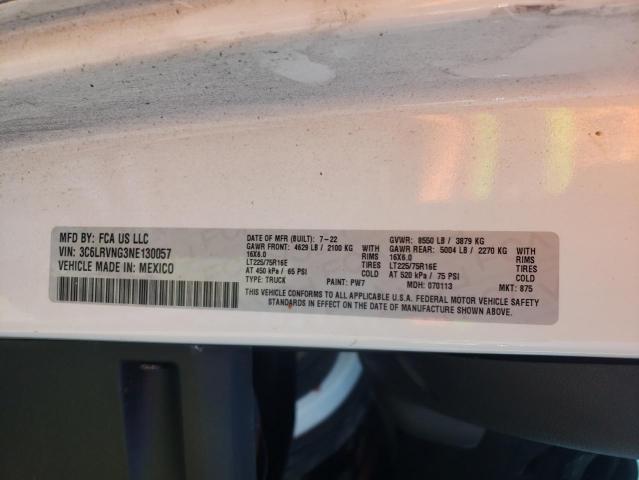 MFD BY: FCA US LLC
VIN: 3C6LRVNG3NE130057
VEHICLE MADE IN: MEXICO
DATE OF MFR (BUILT): 7-22
GAWR FRONT: 4629 LB / 2100 KG
WITH
16X6.0
RIMS
LT225/75R16E
TIRES
AT 450 kPa / 65 PSI
COLD
TYPE: TRUCK
PAINT: PW7
GVWR: 8550 LB / 3879 KG
GAWR REAR: 5004 LB / 2270 KG
WITH
16X6.0
RIMS
LT225/75R16E
TIRES
AT 520 kPa / 75 PSI
COLD
MDH: 070113
MKT: 875
THIS VEHICLE CONFORMS TO ALL APPLICABLE U.S.A. FEDERAL MOTOR VEHICLE SAFETY
STANDARDS IN EFFECT ON THE DATE OF MANUFACTURE SHOWN ABOVE.